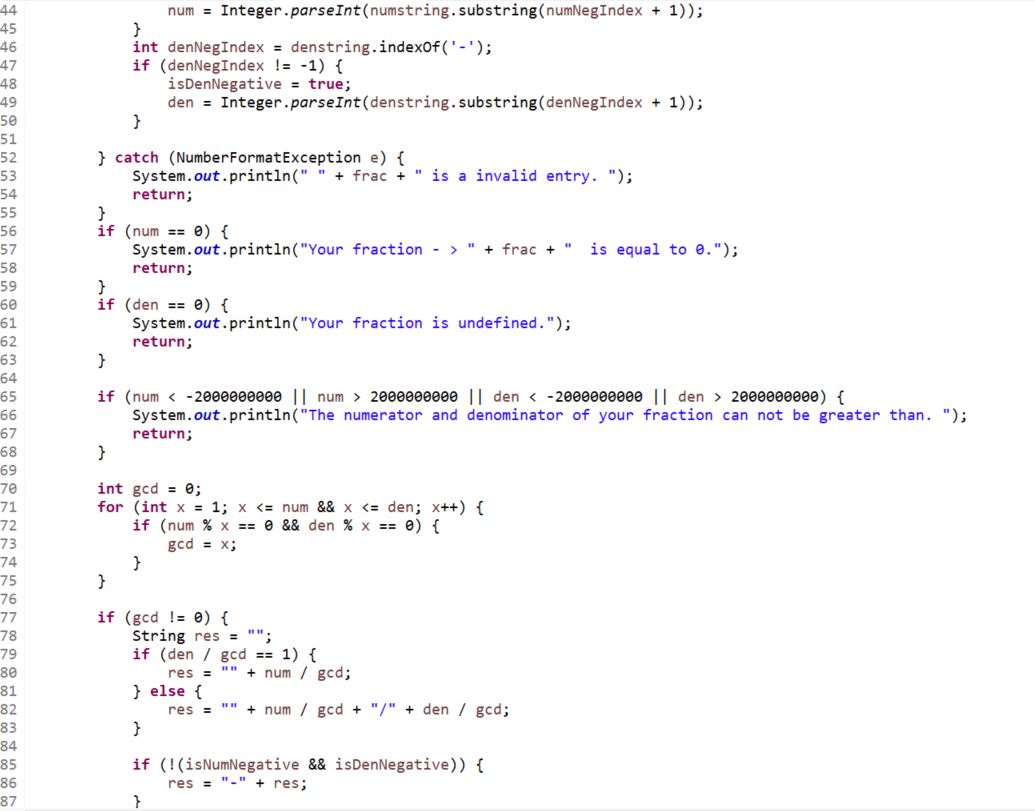 44 num = Integer.parseInt(numstring.substring(numNegIndex + 1));
45 }
46 int denNegIndex = denstring.indexOf('-');
47 if (denNegIndex != -1) {
48 isDenNegative = true;
49 den = Integer.parseInt(denstring.substring(denNegIndex + 1));
50 }
51
52 } catch (NumberFormatException e) {
53 System.out.println(" " + frac + " is a invalid entry. ");
54 return;
55 }
56 if (num == 0) {
57 System.out.println("Your fraction - > " + frac + "  is equal to 0.");
58 return;
59 }
60 if (den == 0) {
61 System.out.println("Your fraction is undefined.");
62 return;
63 }
64
65 if (num < -2000000000 || num > 2000000000 || den < -2000000000 || den > 2000000000) {
66 System.out.println("The numerator and denominator of your fraction can not be greater than. ");
67 return;
68 }
69
70 int gcd = 0;
71 for (int x = 1; x <= num && x <= den; x++) {
72 if (num % x == 0 && den % x == 0) {
73 gcd = x;
74 }
75 }
76
77 if (gcd != 0) {
78 String res = "";
79 if (den / gcd == 1) {
80 res = "" + num / gcd;
81 } else {
82 res = "" + num / gcd + "/" + den / gcd;
83 }
84
85 if (!(isNumNegative && isDenNegative)) {
86 res = "-" + res;
87 }